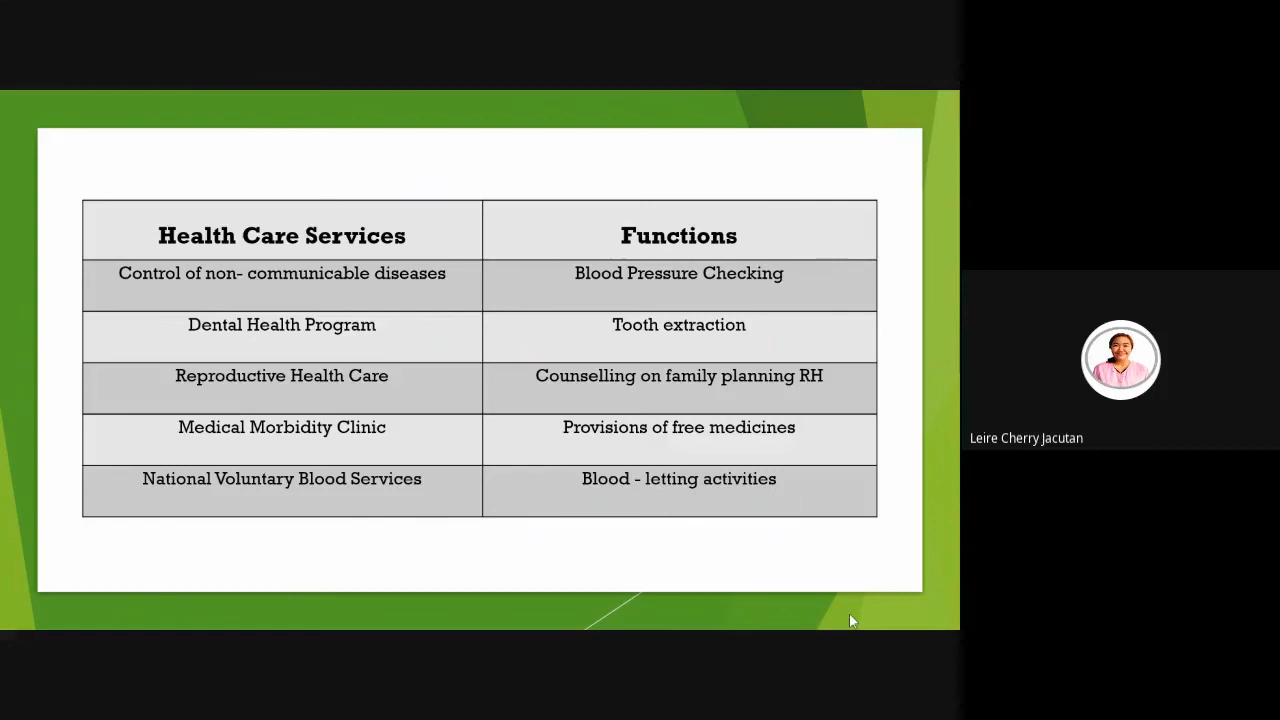 Health Care Services
Functions
Control of non- communicable diseases
Blood Pressure Checking
Dental Health Program
Tooth extraction
Reproductive Health Care
Counselling on family planning RH
Medical Morbidity Clinic
Provisions of free medicines
National Voluntary Blood Services
Blood - letting activities
Leire Cherry Jacutan